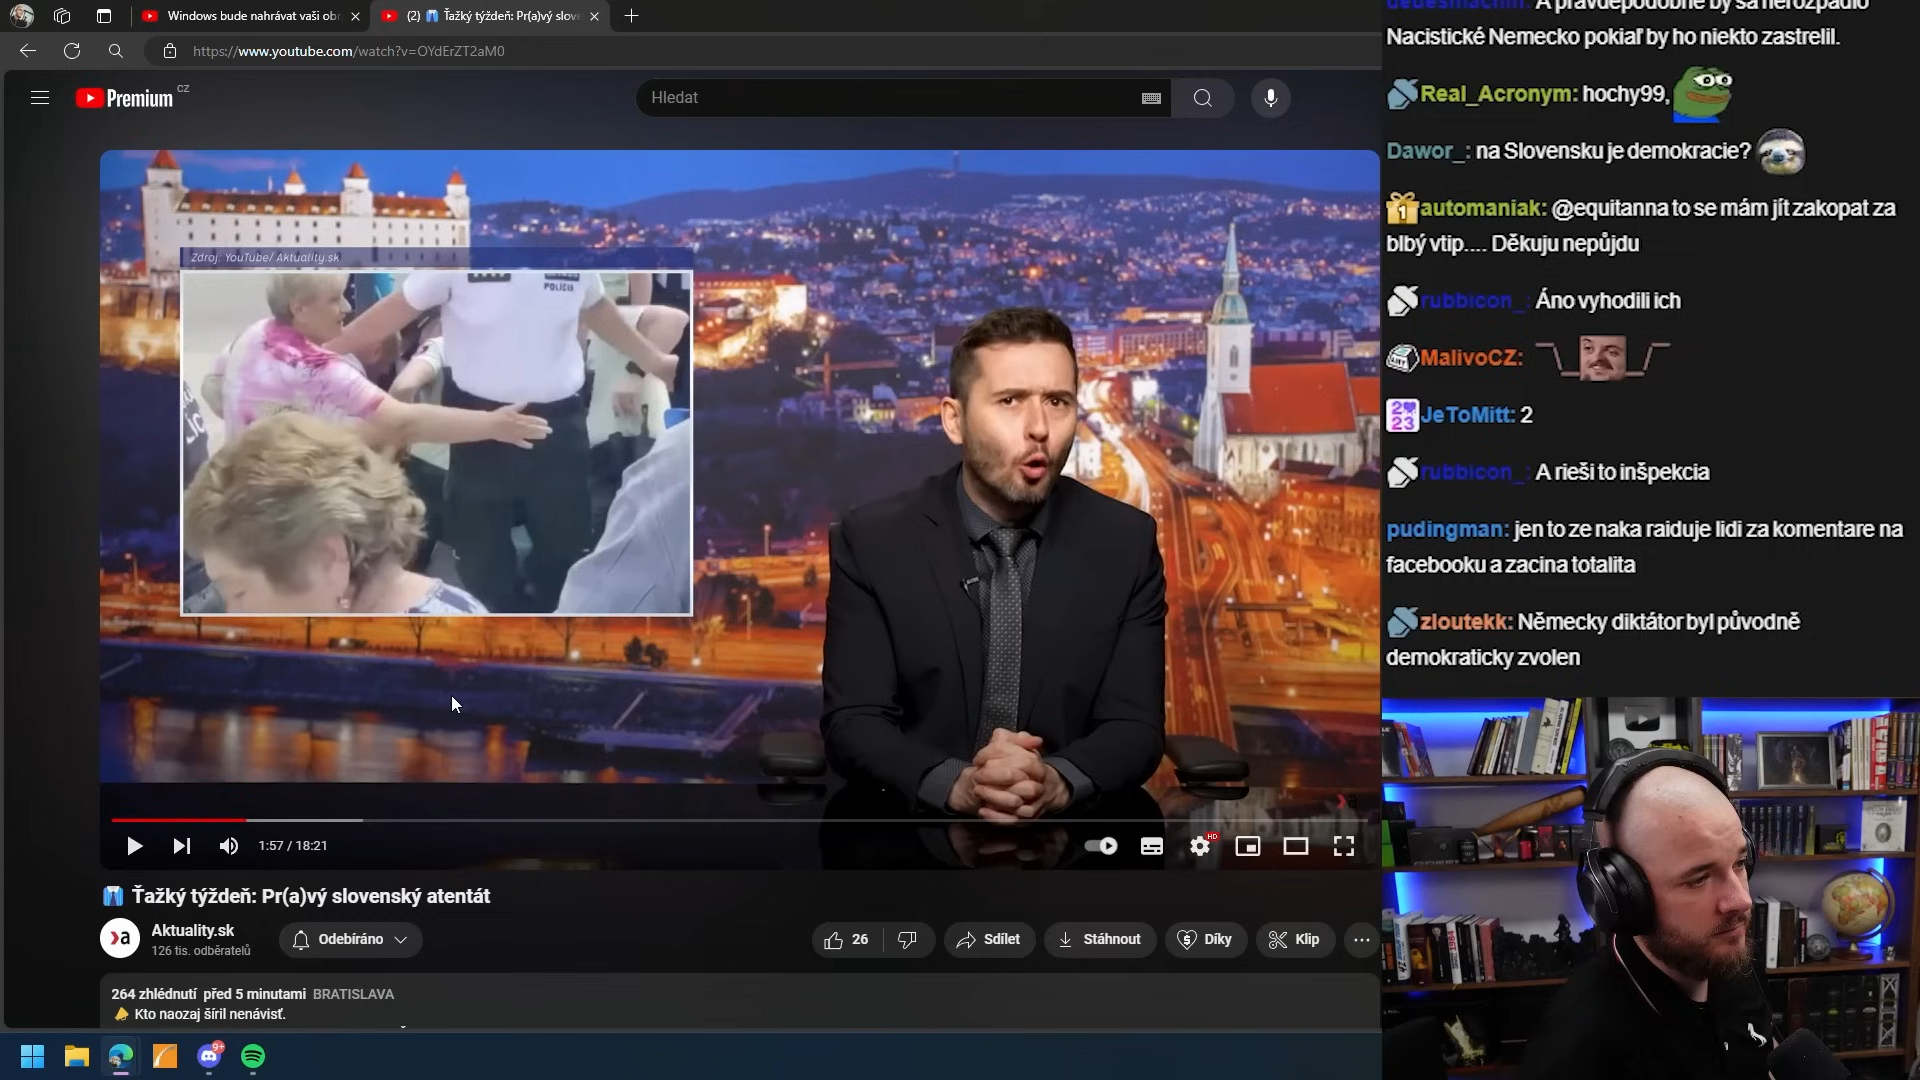 Windows bude nahrávat vaši obr
(2) 👔 Ťažký týždeň: Pr(a)vý slove
https://www.youtube.com/watch?v=OYdErZT2aM0
Premium CZ
Hledat
Zdroj: YouTube/ Aktuality.sk
POLÍCIA
1:57 / 18:21
HD
👔 Ťažký týždeň: Pr(a)vý slovenský atentát
Aktuality.sk
126 tis. odběratelů
Odebíráno
26
Sdílet
Stáhnout
Díky
Klip
264 zhlédnutí před 5 minutami BRATISLAVA
📣 Kto naozaj šíril nenávisť.
9+
A pravdepodobne by sa nerozpadlo
Nacistické Nemecko pokiaľ by ho niekto zastrelil.
Real_Acronym: hochy99,
Dawor_: na Slovensku je demokracie?
automaniak: @equitanna to se mám jít zakopat za
blbý vtip.... Děkuju nepůjdu
rubbicon_: Áno vyhodili ich
MalivoCZ:
JeToMitt: 2
rubbicon_: A rieši to inšpekcia
pudingman: jen to ze naka raiduje lidi za komentare na
facebooku a zacina totalita
zloutekk: Německy diktátor byl původně
demokraticky zvolen